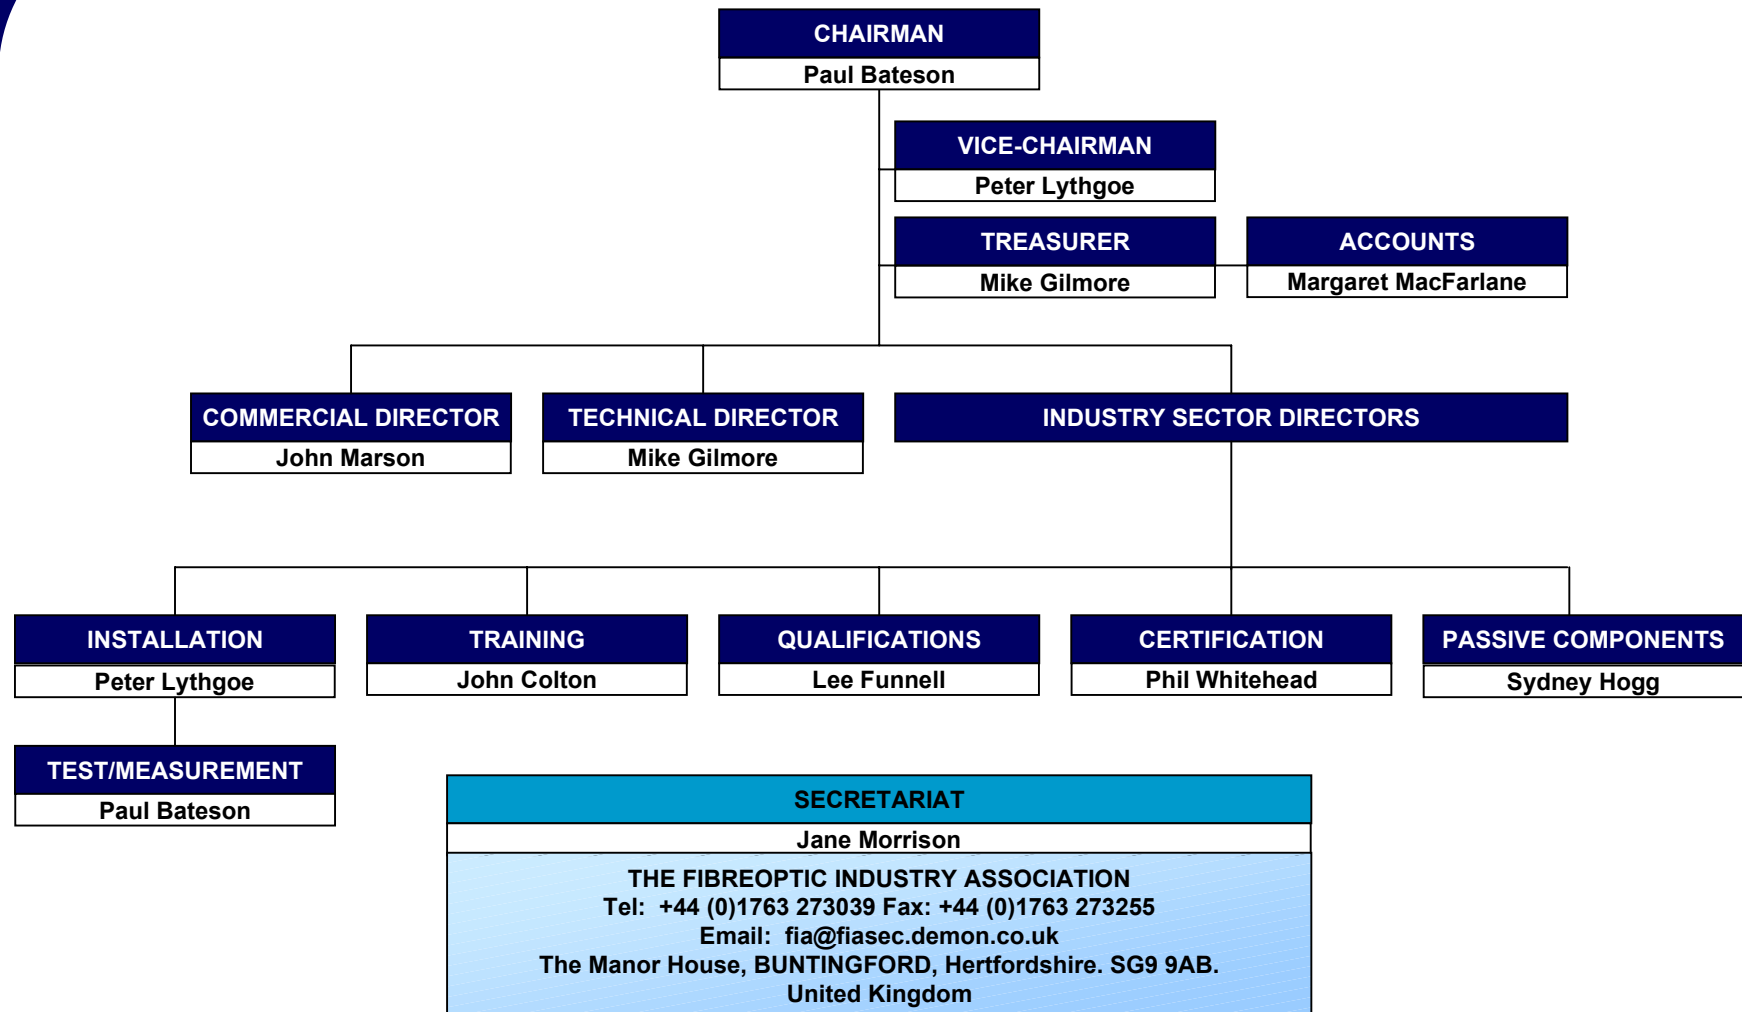 CHAIRMAN
Paul Bateson
VICE-CHAIRMAN
Peter Lythgoe
TREASURER
Mike Gilmore
ACCOUNTS
Margaret MacFarlane
COMMERCIAL DIRECTOR
John Marson
TECHNICAL DIRECTOR
Mike Gilmore
INDUSTRY SECTOR DIRECTORS
INSTALLATION
Peter Lythgoe
TRAINING
John Colton
QUALIFICATIONS
Lee Funnell
CERTIFICATION
Phil Whitehead
PASSIVE COMPONENTS
Sydney Hogg
TEST/MEASUREMENT
Paul Bateson
SECRETARIAT
Jane Morrison
THE FIBREOPTIC INDUSTRY ASSOCIATION
Tel: +44 (0)1763 273039 Fax: +44 (0)1763 273255
Email: fia@fiasec.demon.co.uk
The Manor House, BUNTINGFORD, Hertfordshire. SG9 9AB.
United Kingdom